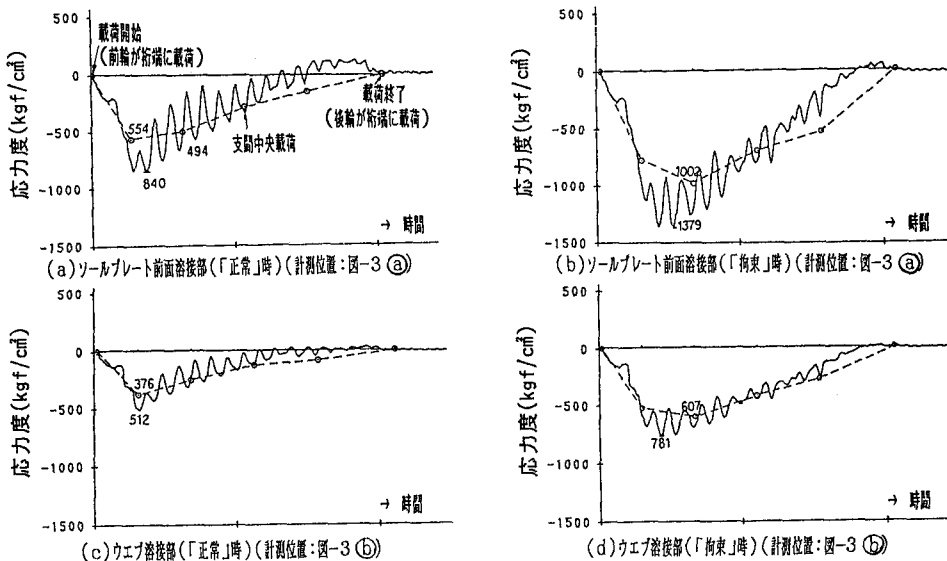 500
0
-500
-1000
-1500
応力度(kgf/cm²)
載荷開始
(前輪が桁端に載荷)
554
494
840
支間中央載荷
載荷終了
(後輪が桁端に載荷)
→ 時間
(a)ソールプレート前面溶接部(「正常」時)(計測位置:図-3 ⓐ)
500
0
-500
-1000
-1500
応力度(kgf/cm²)
1002
1379
→ 時間
(b)ソールプレート前面溶接部(「拘束」時)(計測位置:図-3 ⓐ)
500
0
-500
-1000
-1500
応力度(kgf/cm²)
376
512
→ 時間
(c)ウエブ溶接部(「正常」時)(計測位置:図-3 ⓑ)
500
0
-500
-1000
-1500
応力度(kgf/cm²)
607
781
→ 時間
(d)ウエブ溶接部(「拘束」時)(計測位置:図-3 ⓑ)